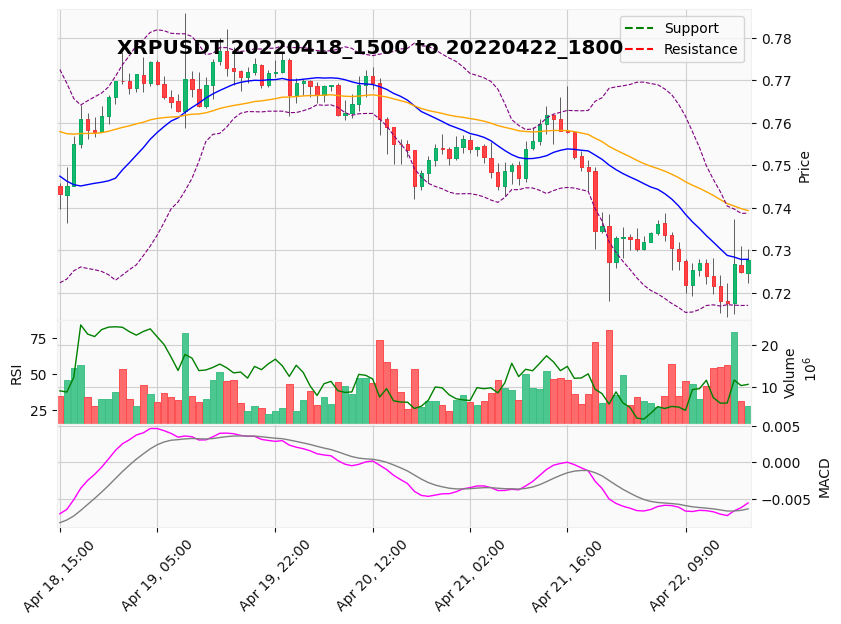 XRPUSDT 20220418_1500 to 20220422_1800
Support
Resistance
0.78
0.77
0.76
0.75
0.74
0.73
0.72
Price
75
50
25
RSI
20
10
Volume
10^6
0.005
0.000
−0.005
MACD
Apr 18, 15:00
Apr 19, 05:00
Apr 19, 22:00
Apr 20, 12:00
Apr 21, 02:00
Apr 21, 16:00
Apr 22, 09:00